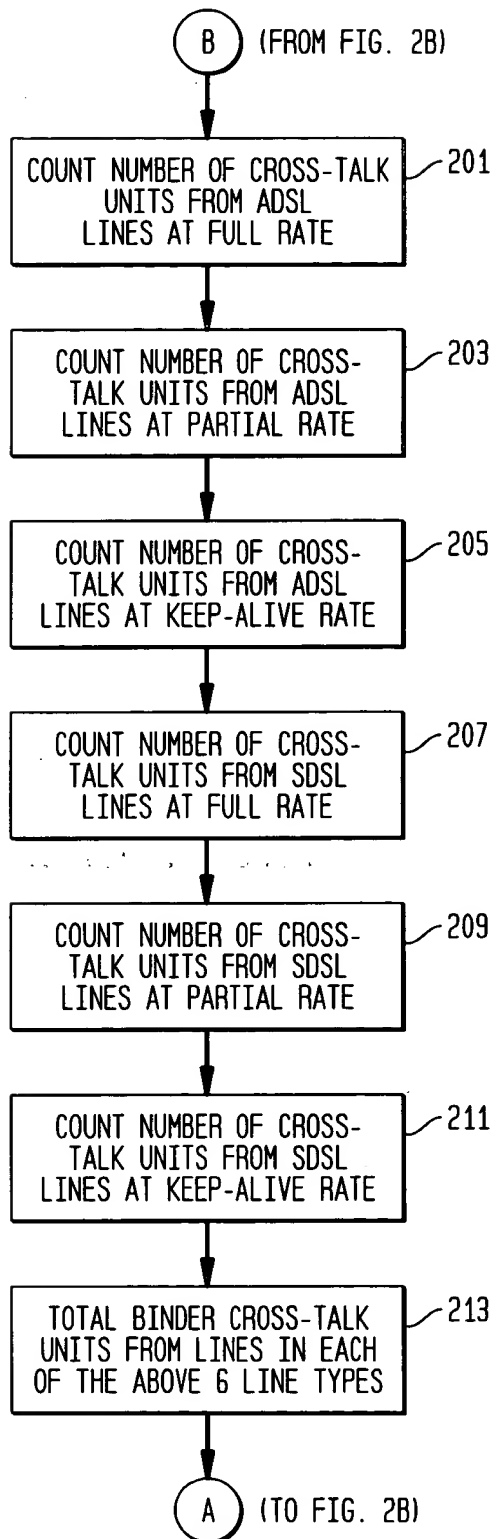 B (FROM FIG. 2B)
COUNT NUMBER OF CROSS-TALK
UNITS FROM ADSL
LINES AT FULL RATE
201
COUNT NUMBER OF CROSS-
TALK UNITS FROM ADSL
LINES AT PARTIAL RATE
203
COUNT NUMBER OF CROSS-
TALK UNITS FROM ADSL
LINES AT KEEP-ALIVE RATE
205
COUNT NUMBER OF CROSS-
TALK UNITS FROM SDSL
LINES AT FULL RATE
207
COUNT NUMBER OF CROSS-
TALK UNITS FROM SDSL
LINES AT PARTIAL RATE
209
COUNT NUMBER OF CROSS-
TALK UNITS FROM SDSL
LINES AT KEEP-ALIVE RATE
211
TOTAL BINDER CROSS-TALK
UNITS FROM LINES IN EACH
OF THE ABOVE 6 LINE TYPES
213
A (TO FIG. 2B)